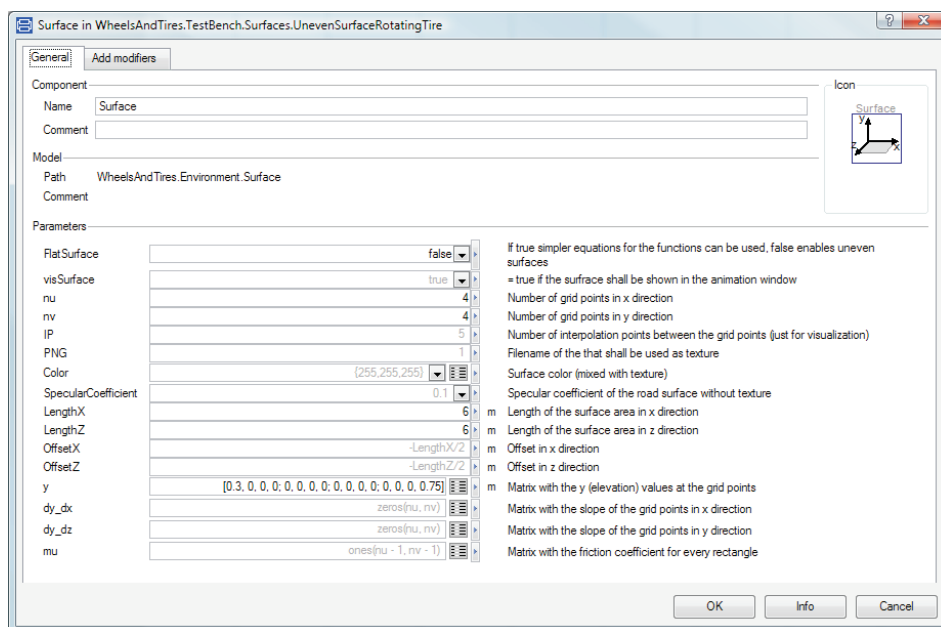 Surface in WheelsAndTires.TestBench.Surfaces.UnevenSurfaceRotatingTire
General Add modifiers
Component
Icon
Name Surface
Surface
y
z x
Comment
Model
Path WheelsAndTires.Environment.Surface
Comment
Parameters
FlatSurface false If true simpler equations for the functions can be used, false enables uneven
surfaces
visSurface true = true if the surfrace shall be shown in the animation window
nu 4 Number of grid points in x direction
nv 4 Number of grid points in y direction
IP 5 Number of interpolation points between the grid points (just for visualization)
PNG 1 Filename of the that shall be used as texture
Color {255,255,255} Surface color (mixed with texture)
SpecularCoefficient 0.1 Specular coefficient of the road surface without texture
LengthX 6 m Length of the surface area in x direction
LengthZ 6 m Length of the surface area in z direction
OffsetX -LengthX/2 m Offset in x direction
OffsetZ -LengthZ/2 m Offset in z direction
y [0.3, 0, 0, 0; 0, 0, 0, 0; 0, 0, 0, 0; 0, 0, 0, 0.75] m Matrix with the y (elevation) values at the grid points
dy_dx zeros(nu, nv) Matrix with the slope of the grid points in x direction
dy_dz zeros(nu, nv) Matrix with the slope of the grid points in y direction
mu ones(nu - 1, nv - 1) Matrix with the friction coefficient for every rectangle
OK Info Cancel